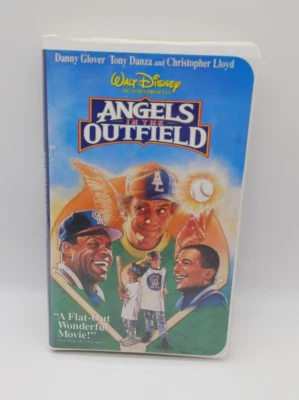 Danny Glover Tony Danza and Christopher Lloyd
WALT DISNEY
PICTURES PRESENTS
ANGELS
IN THE
OUTFIELD
AL
"A Flat-Out
Wonderful
Movie!"